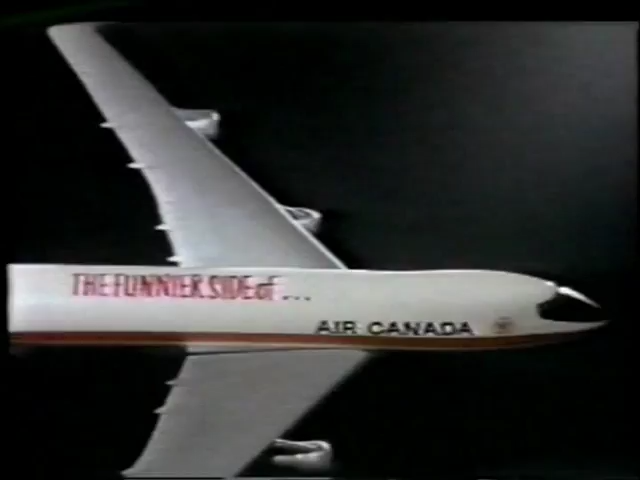 THE FUNNIER SIDE of ...
AIR CANADA